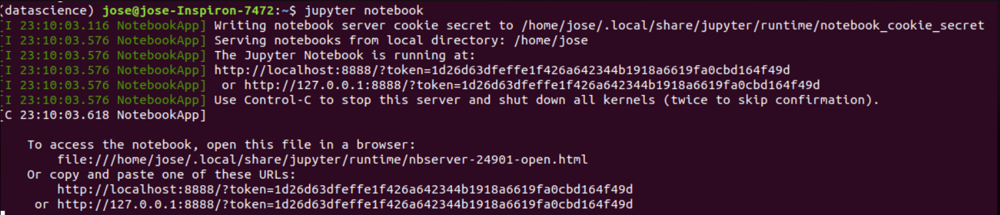 (datascience) jose@jose-Inspiron-7472:~$ jupyter notebook
[I 23:10:03.116 NotebookApp] Writing notebook server cookie secret to /home/jose/.local/share/jupyter/runtime/notebook_cookie_secret
[I 23:10:03.576 NotebookApp] Serving notebooks from local directory: /home/jose
[I 23:10:03.576 NotebookApp] The Jupyter Notebook is running at:
[I 23:10:03.576 NotebookApp] http://localhost:8888/?token=1d26d63dfeffe1f426a642344b1918a6619fa0cbd164f49d
[I 23:10:03.576 NotebookApp]  or http://127.0.0.1:8888/?token=1d26d63dfeffe1f426a642344b1918a6619fa0cbd164f49d
[I 23:10:03.576 NotebookApp] Use Control-C to stop this server and shut down all kernels (twice to skip confirmation).
[C 23:10:03.618 NotebookApp]
To access the notebook, open this file in a browser:
file:///home/jose/.local/share/jupyter/runtime/nbserver-24901-open.html
Or copy and paste one of these URLs:
http://localhost:8888/?token=1d26d63dfeffe1f426a642344b1918a6619fa0cbd164f49d
or http://127.0.0.1:8888/?token=1d26d63dfeffe1f426a642344b1918a6619fa0cbd164f49d